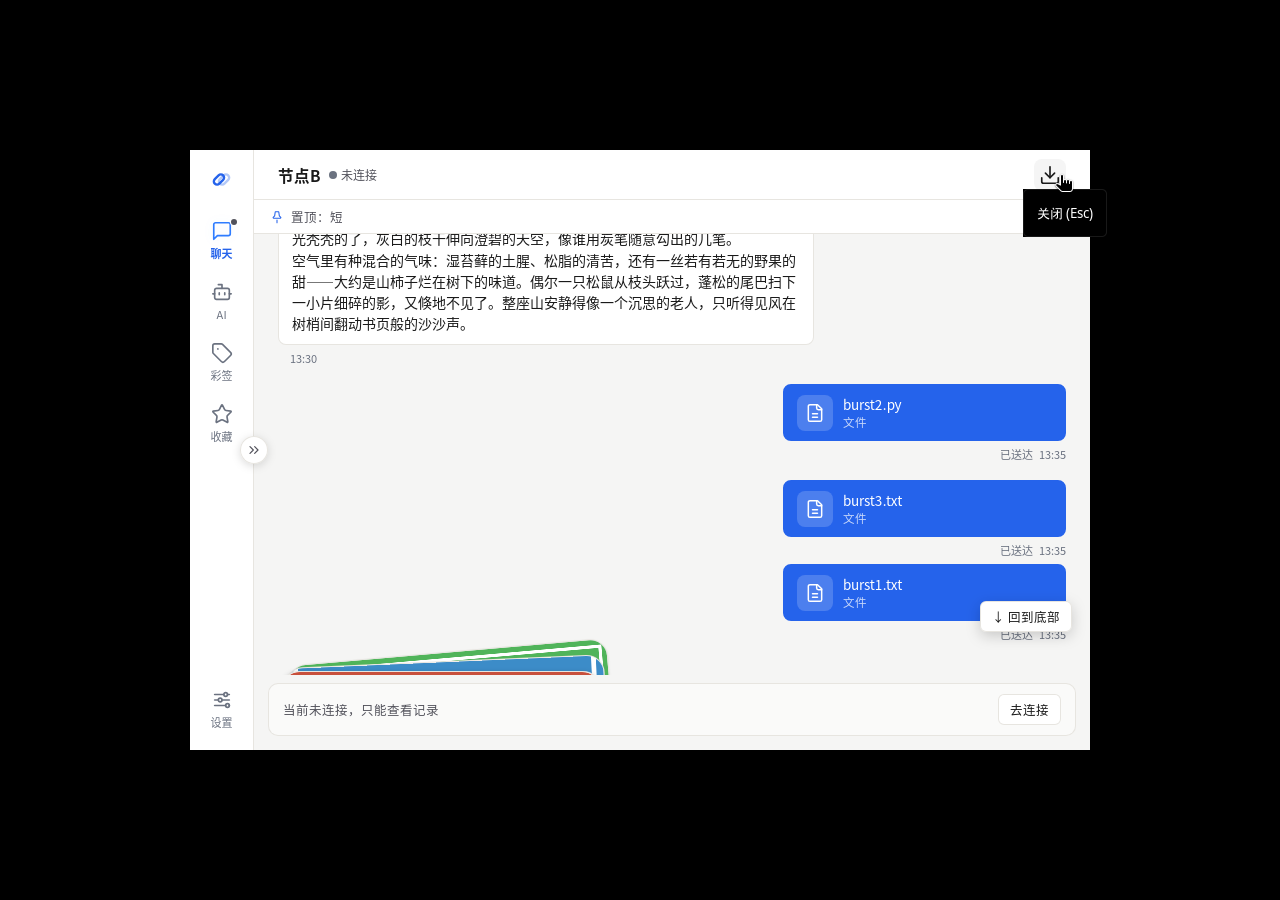 节点B
未连接
关闭 (Esc)
置顶：短
聊天
AI
彩签
收藏
设置
光秃秃的了，灰白的枝干伸向澄碧的天空，像谁用炭笔随意勾出的几笔。
空气里有种混合的气味：湿苔藓的土腥、松脂的清苦，还有一丝若有若无的野果的
甜——大约是山柿子烂在树下的味道。偶尔一只松鼠从枝头跃过，蓬松的尾巴扫下
一小片细碎的影，又倏地不见了。整座山安静得像一个沉思的老人，只听得见风在
树梢间翻动书页般的沙沙声。
13:30
burst2.py
文件
已送达 13:35
burst3.txt
文件
已送达 13:35
burst1.txt
文件
↓ 回到底部
已送达 13:35
当前未连接，只能查看记录
去连接